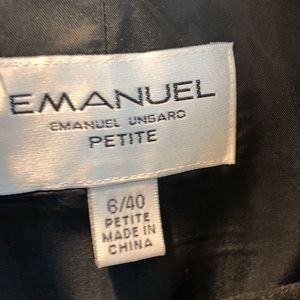 EMANUEL
EMANUEL UNGARO
PETITE
6/40
PETITE
MADE IN
CHINA